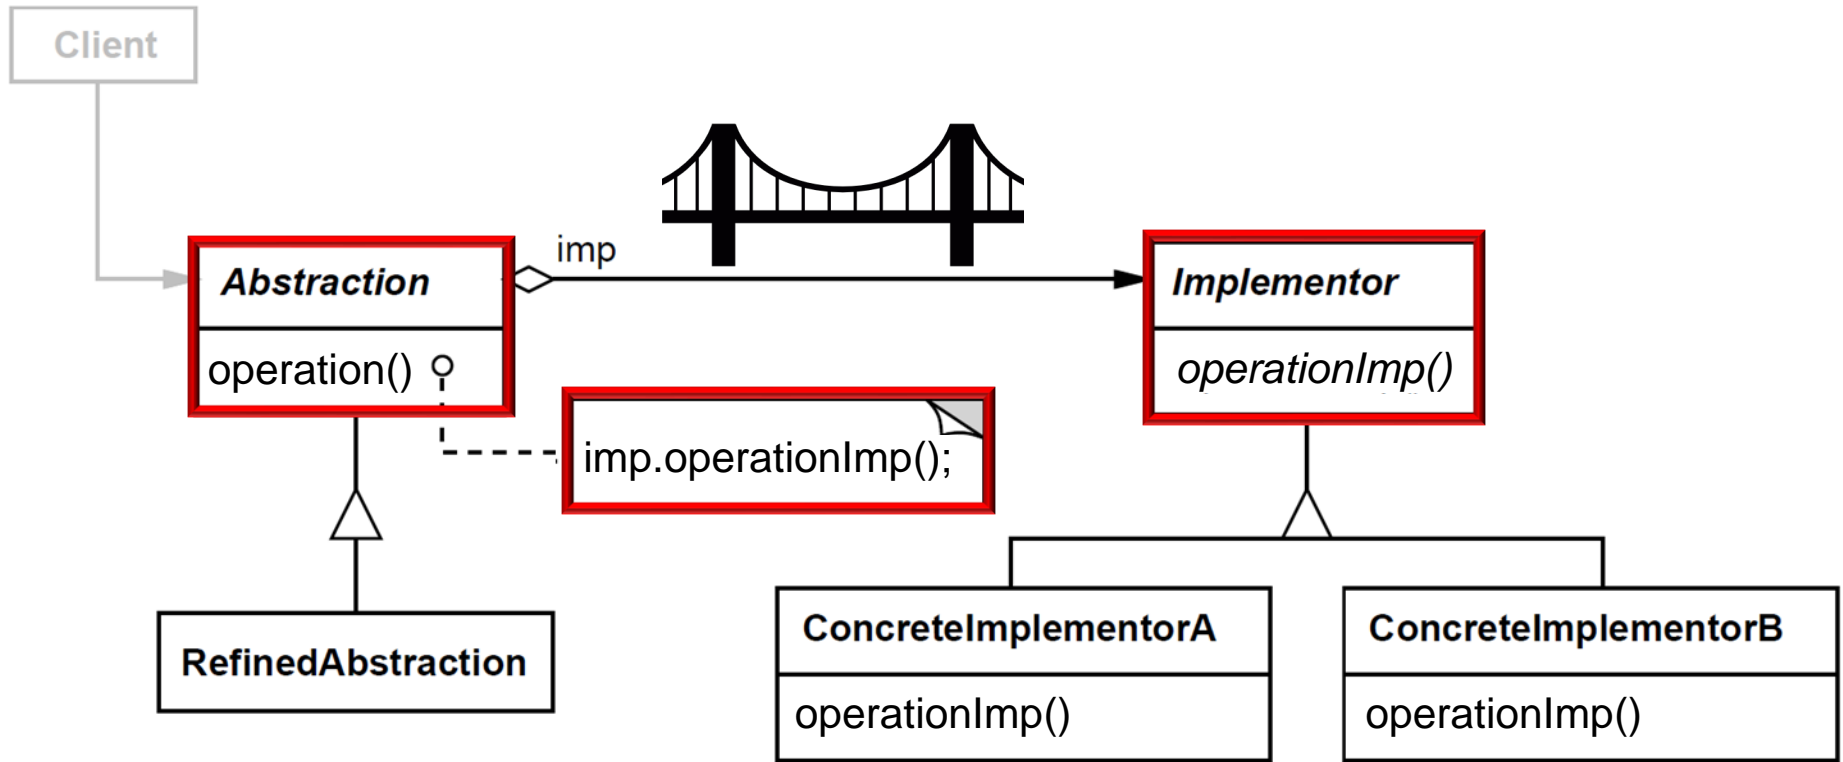 Client
imp
Abstraction
Implementor
operation()
operationImp()
imp.operationImp();
RefinedAbstraction
ConcreteImplementorA
ConcreteImplementorB
operationImp()
operationImp()